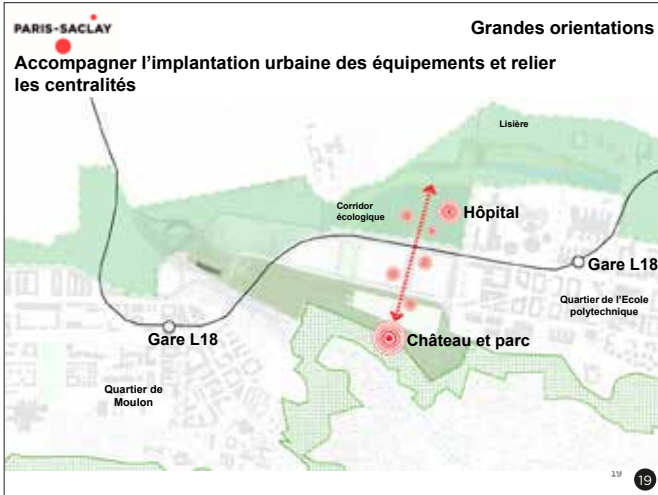 PARIS-SACLAY
Grandes orientations
Accompagner l’implantation urbaine des équipements et relier
les centralités
Lisière
Corridor
écologique
Hôpital
Gare L18
Quartier de l’Ecole
polytechnique
Gare L18
Château et parc
Quartier de
Moulon
19
19